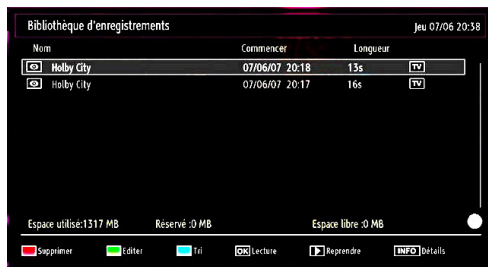 Bibliothèque d'enregistrements Jeu 07/06 20:38
Nom Commencer Longueur
Holby City 07/06/07 20:18 13s TV
Holby City 07/06/07 20:17 16s TV
Espace utilisé:1317 MB Réservé :0 MB Espace libre :0 MB
Supprimer Editer Tri OK Lecture Reprendre INFO Détails